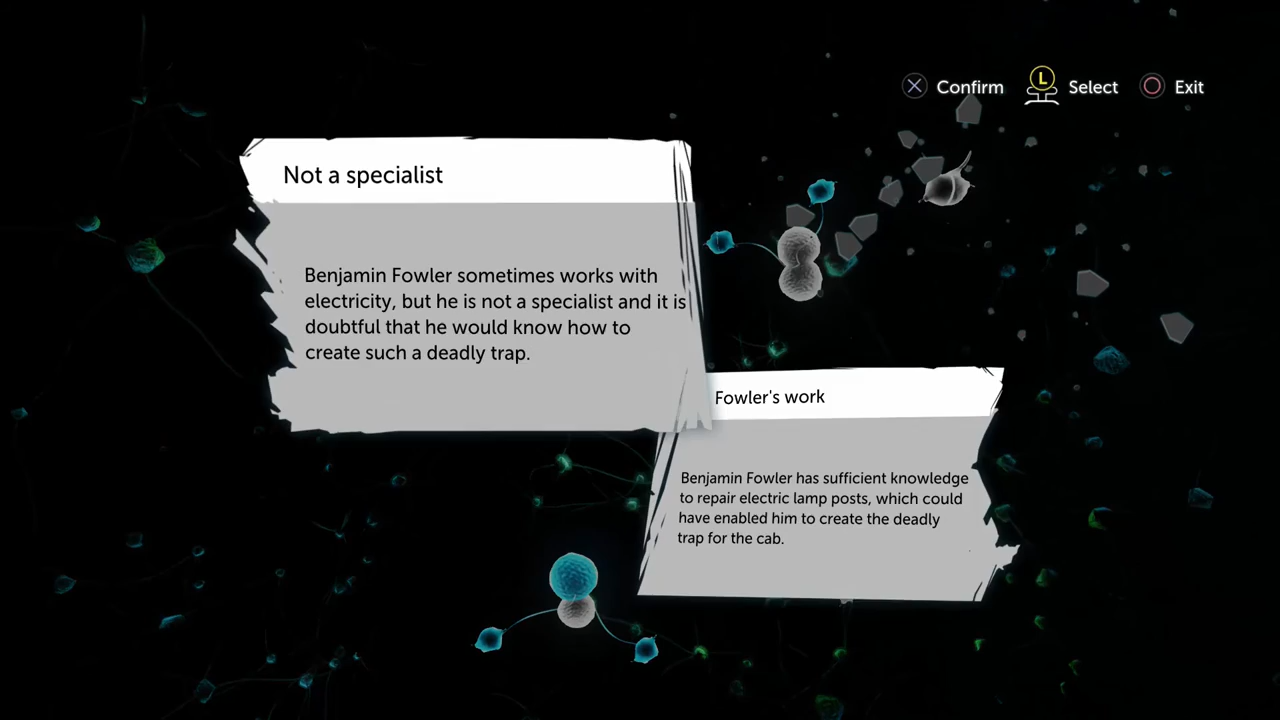 Confirm L Select Exit
Not a specialist
Benjamin Fowler sometimes works with
electricity, but he is not a specialist and it is
doubtful that he would know how to
create such a deadly trap.
Fowler's work
Benjamin Fowler has sufficient knowledge
to repair electric lamp posts, which could
have enabled him to create the deadly
trap for the cab.